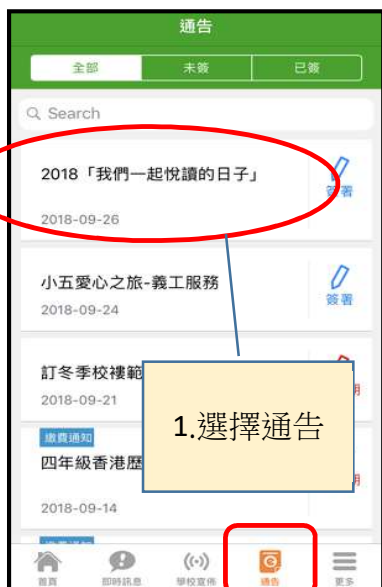 通告
全部 未簽 已簽
Search
2018「我們一起悅讀的日子」
簽署
2018-09-26
小五愛心之旅-義工服務
簽署
2018-09-24
訂冬季校褸範
2018-09-21
期
1.選擇通告
繳費通知
四年級香港歷
期
2018-09-14
首頁 即時訊息 學校宣佈 通告 更多